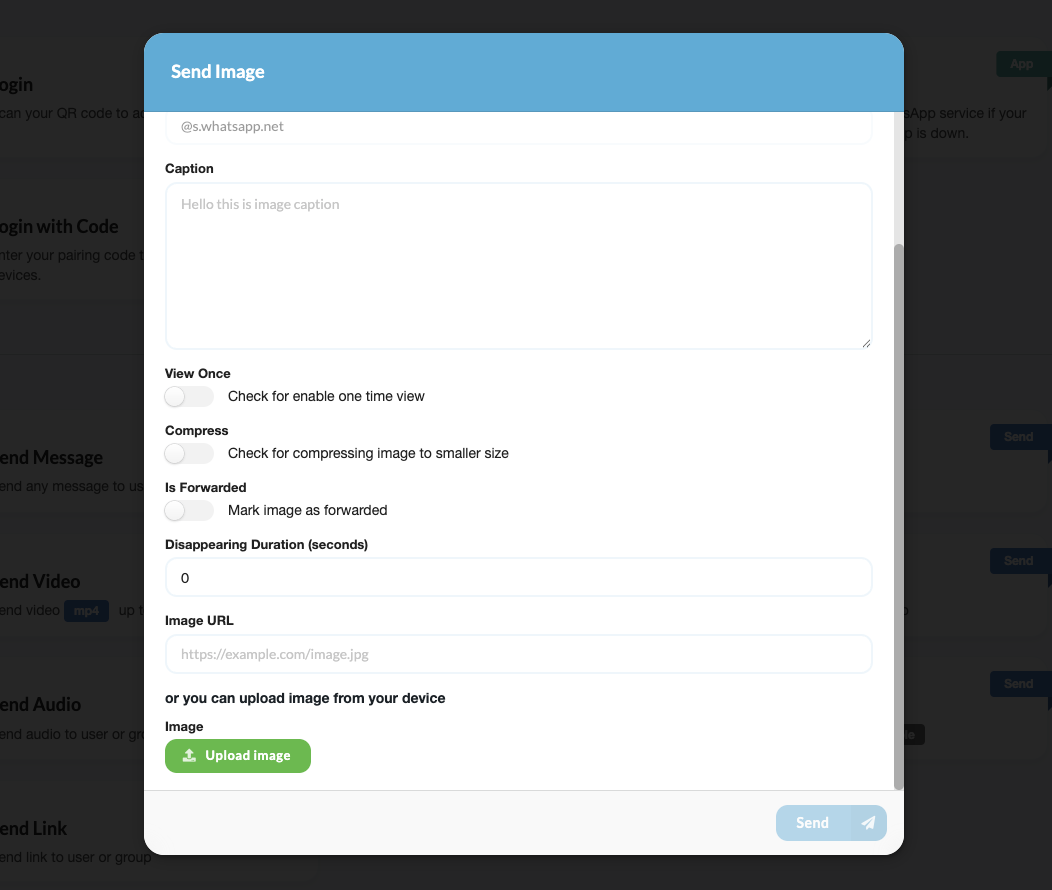 Send Image
@s.whatsapp.net
Caption
Hello this is image caption
View Once
Check for enable one time view
Compress
Check for compressing image to smaller size
Is Forwarded
Mark image as forwarded
Disappearing Duration (seconds)
0
Image URL
https://example.com/image.jpg
or you can upload image from your device
Image
Upload image
Send
ogin
App
can your QR code to a
sApp service if your
p is down.
ogin with Code
nter your pairing code t
evices.
end Message
Send
end any message to us
end Video
Send
end video mp4 up t
end Audio
Send
end audio to user or gr
le
end Link
end link to user or group